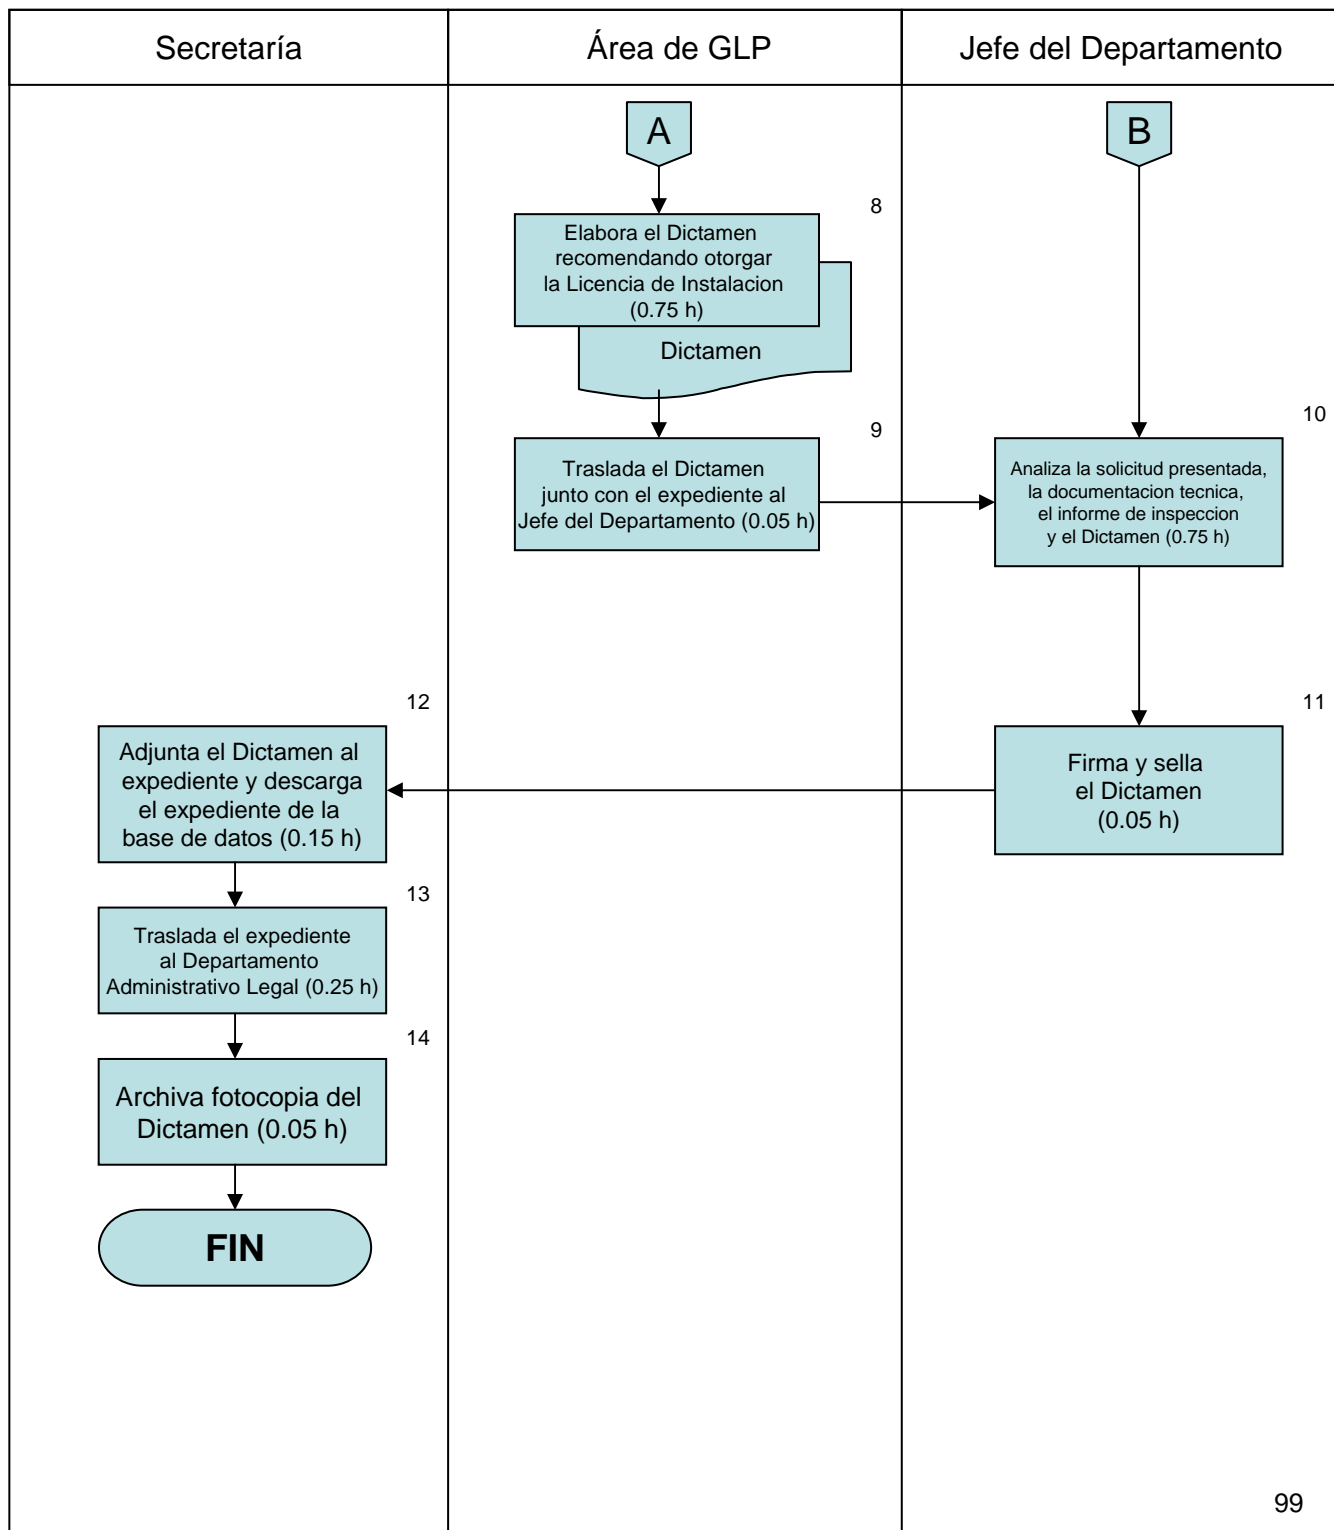 Secretaría
Área de GLP
Jefe del Departamento
A
B
8
Elabora el Dictamen
recomendando otorgar
la Licencia de Instalacion
(0.75 h)
Dictamen
9
Traslada el Dictamen
junto con el expediente al
Jefe del Departamento (0.05 h)
10
Analiza la solicitud presentada,
la documentacion tecnica,
el informe de inspeccion
y el Dictamen (0.75 h)
11
Firma y sella
el Dictamen
(0.05 h)
12
Adjunta el Dictamen al
expediente y descarga
el expediente de la
base de datos (0.15 h)
13
Traslada el expediente
al Departamento
Administrativo Legal (0.25 h)
14
Archiva fotocopia del
Dictamen (0.05 h)
FIN
99